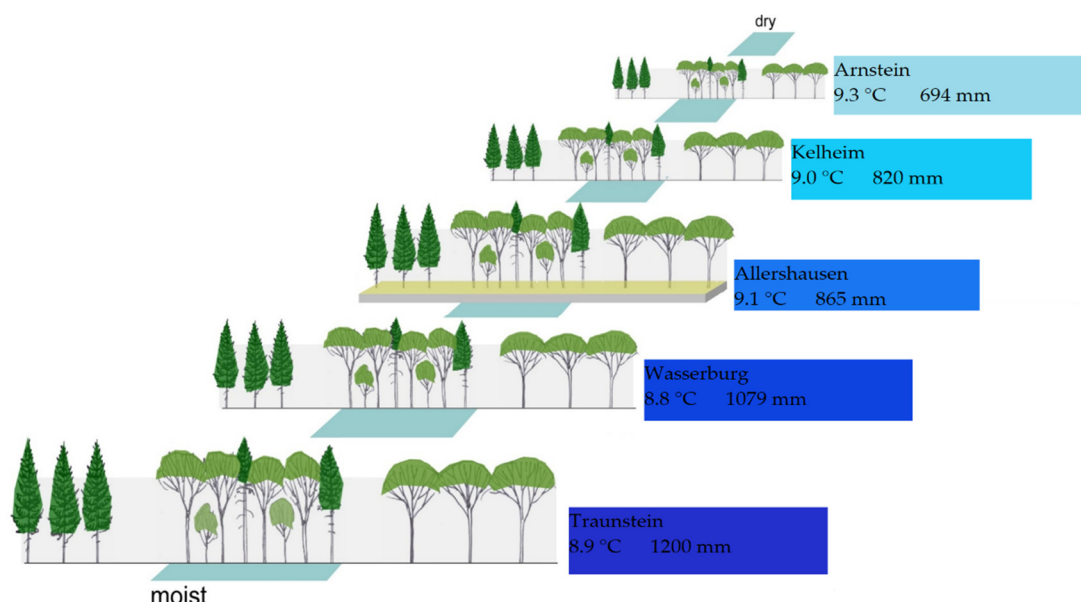 dry
Arnstein
9.3 °C 694 mm
Kelheim
9.0 °C 820 mm
Allershausen
9.1 °C 865 mm
Wasserburg
8.8 °C 1079 mm
Traunstein
8.9 °C 1200 mm
moist